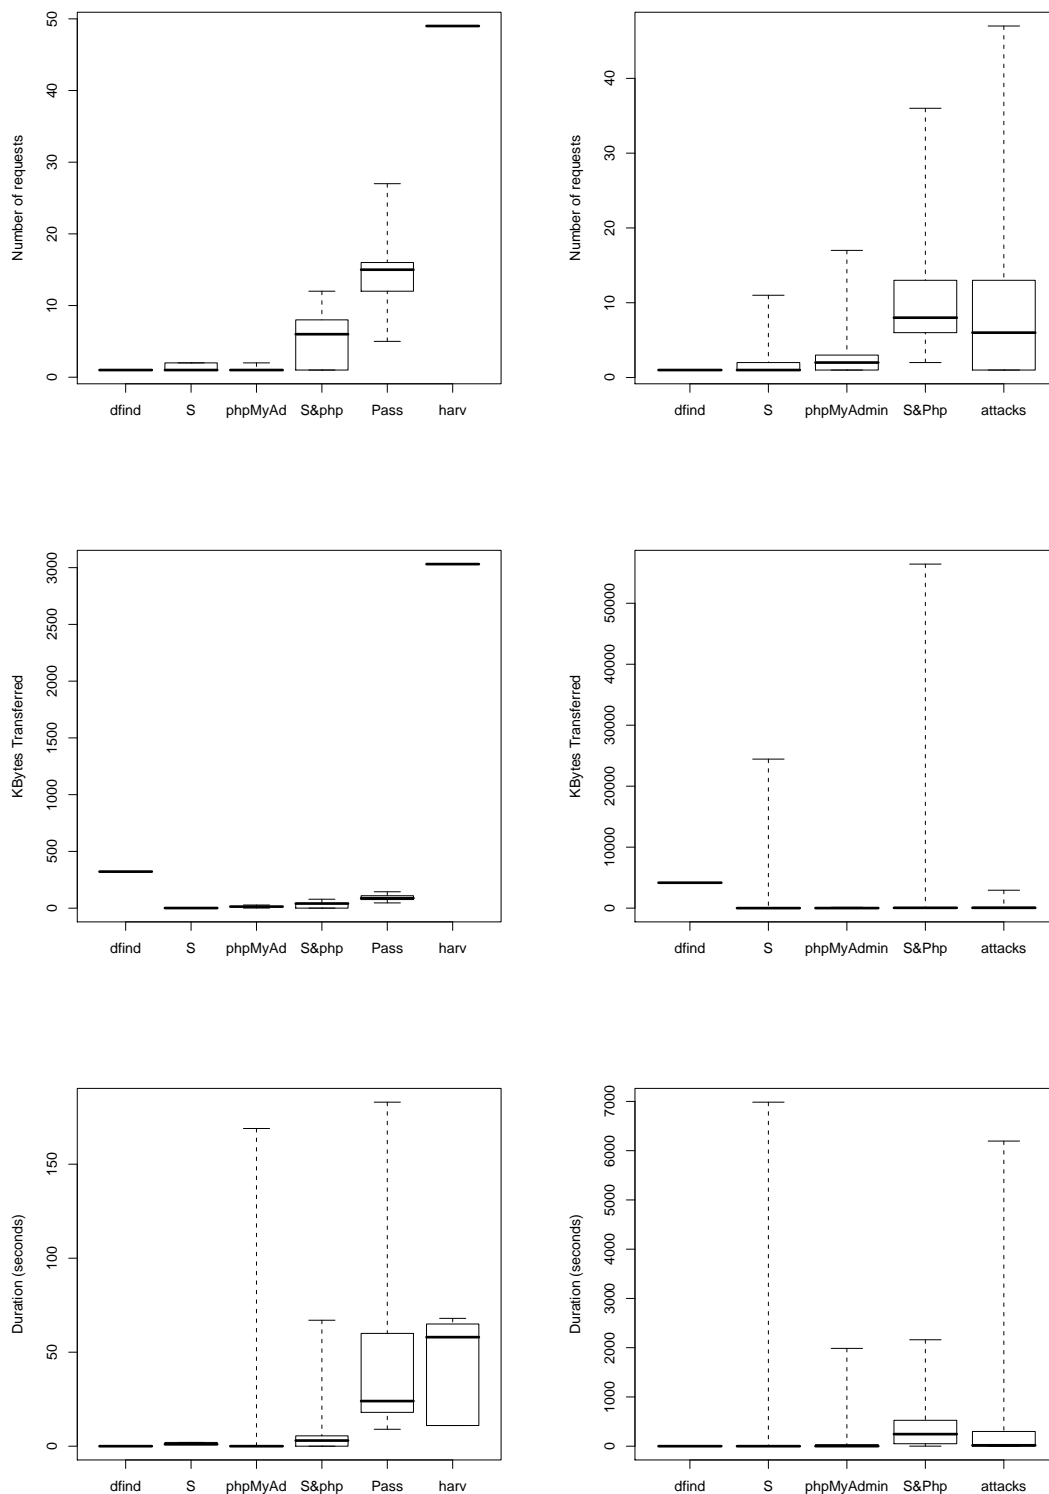 Number of requests
0 10 20 30 40 50
dfind S phpMyAd S&php Pass harv
Number of requests
0 10 20 30 40
dfind S phpMyAdmin S&Php attacks
KBytes Transferred
0 500 1000 1500 2000 2500 3000
dfind S phpMyAd S&php Pass harv
KBytes Transferred
0 10000 20000 30000 40000 50000
dfind S phpMyAdmin S&Php attacks
Duration (seconds)
0 50 100 150
dfind S phpMyAd S&php Pass harv
Duration (seconds)
0 1000 2000 3000 4000 5000 6000 7000
dfind S phpMyAdmin S&Php attacks